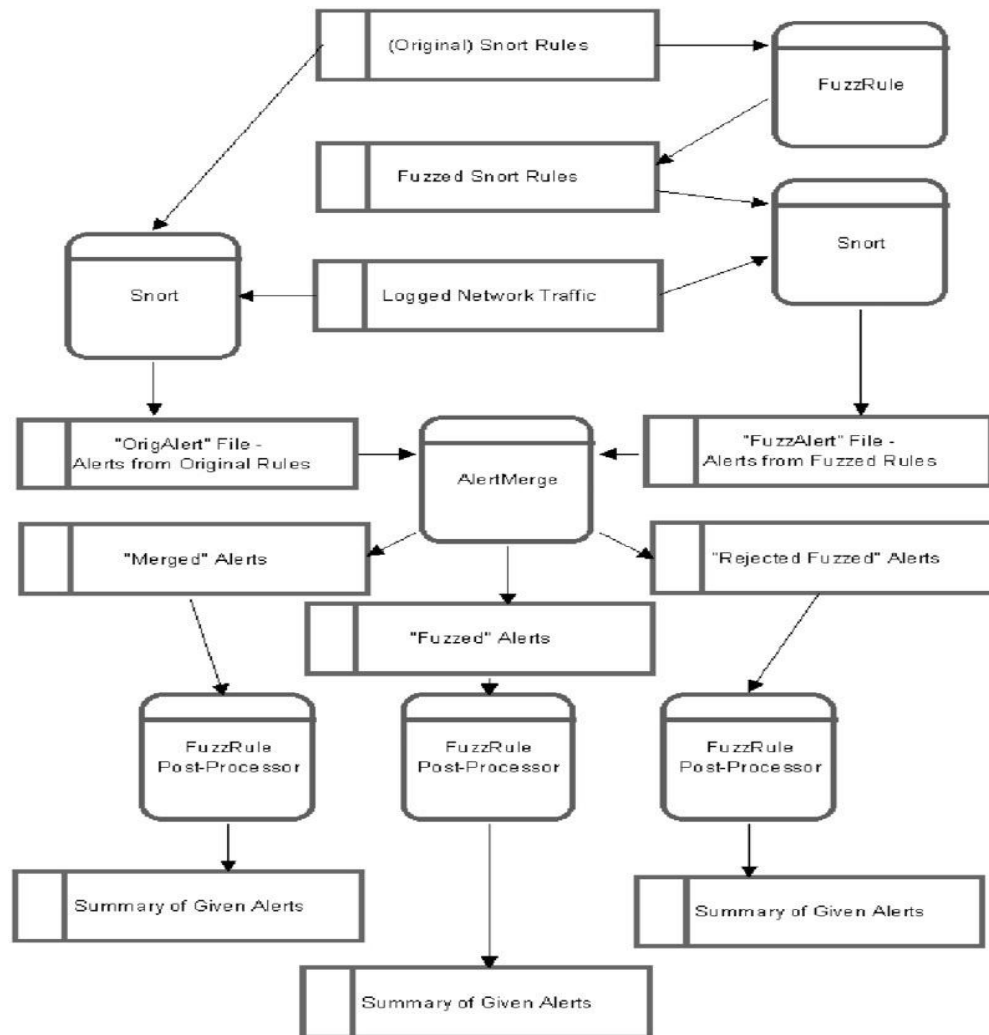 (Original) Snort Rules
FuzzRule
Fuzzed Snort Rules
Snort
Snort
Logged Network Traffic
"OrigAlert" File -
Alerts from Original Rules
AlertMerge
"FuzzAlert" File -
Alerts from Fuzzed Rules
"Merged" Alerts
"Rejected Fuzzed" Alerts
"Fuzzed" Alerts
FuzzRule
Post-Processor
FuzzRule
Post-Processor
FuzzRule
Post-Processor
Summary of Given Alerts
Summary of Given Alerts
Summary of Given Alerts